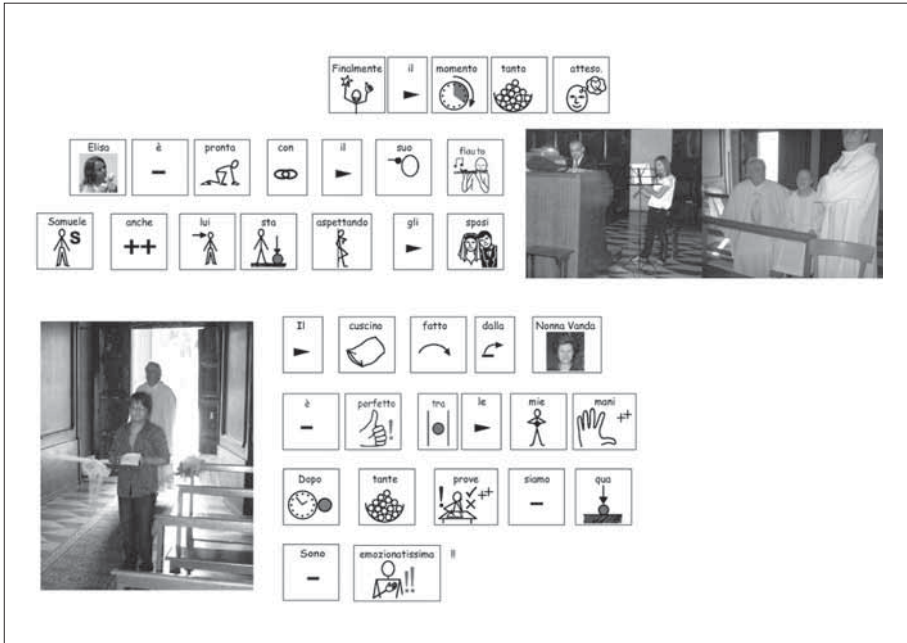 Finalmente il momento tanto atteso.
Elisa è pronta con il suo flauto
Samuele S anche lui sta aspettando gli sposi
Il cuscino fatto dalla Nonna Vanda
è perfetto tra le mie mani
Dopo tante prove siamo qua
Sono emozionatissima !!